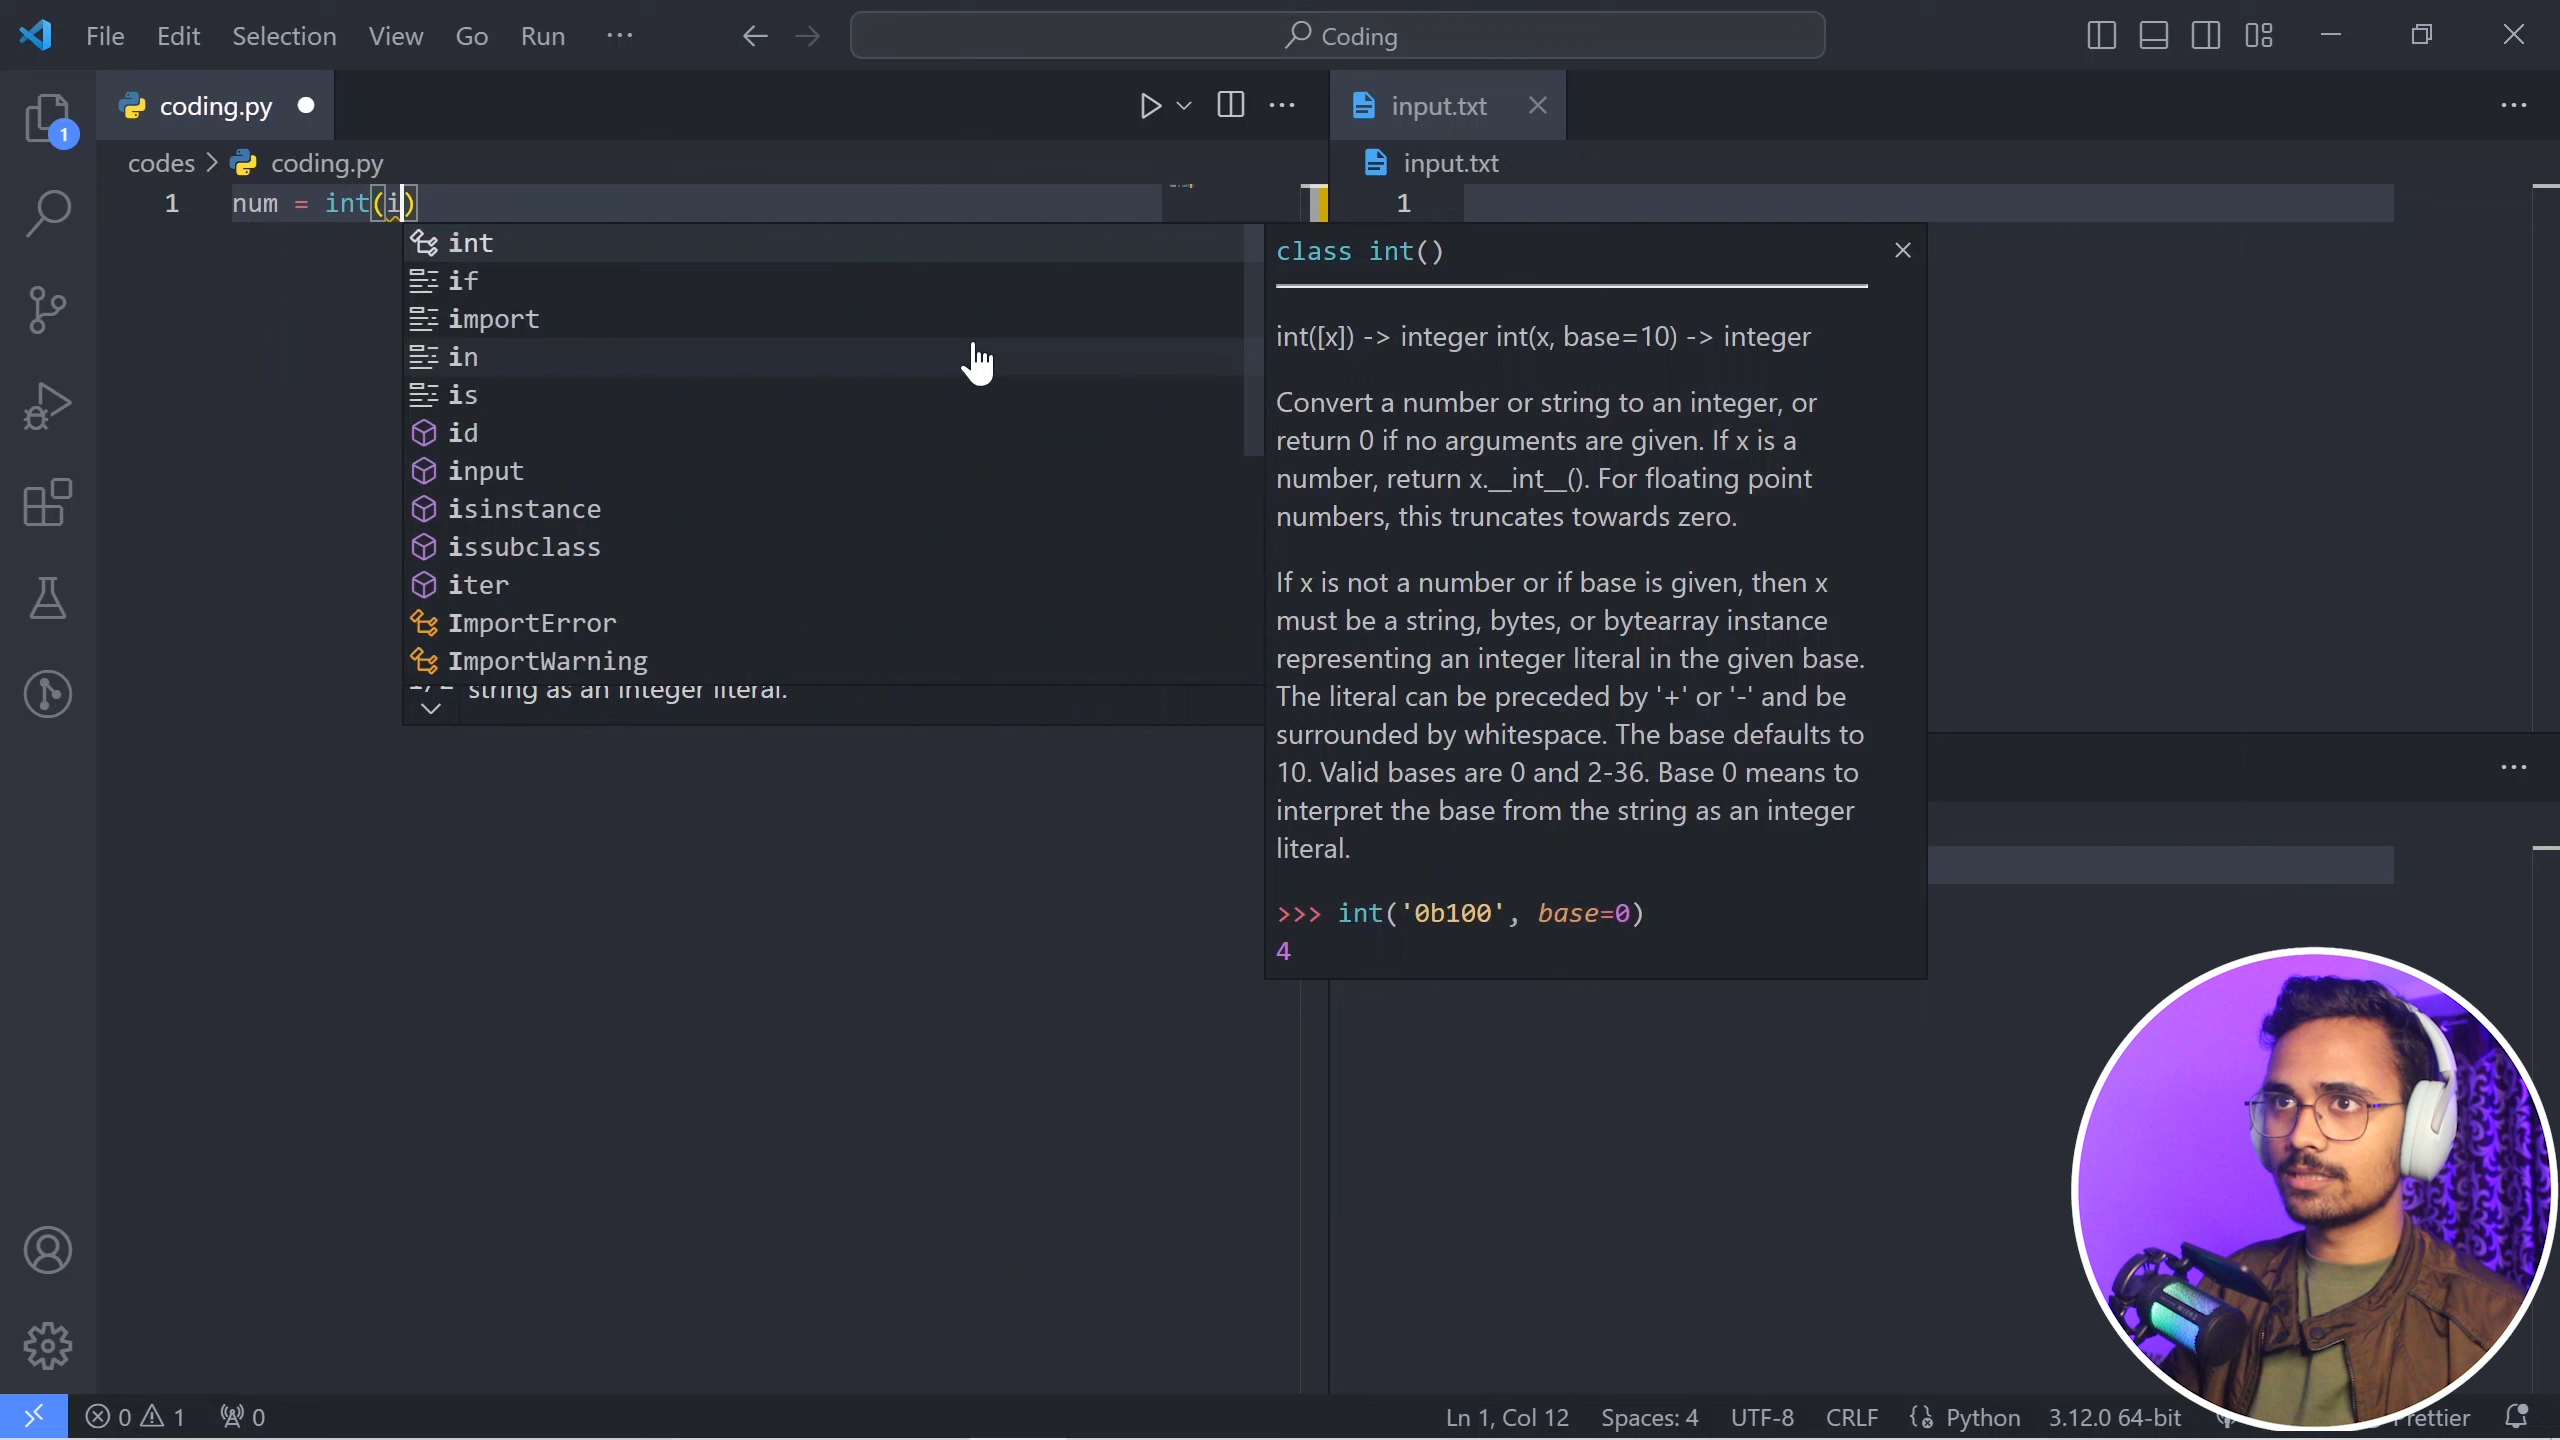 File Edit Selection View Go Run ···
Coding
coding.py
input.txt
1
codes > coding.py
input.txt
1 num = int(i)
1
int
if
import
in
is
id
input
isinstance
issubclass
iter
ImportError
ImportWarning
string as an integer literal.
class int()
int([x]) -> integer int(x, base=10) -> integer
Convert a number or string to an integer, or
return 0 if no arguments are given. If x is a
number, return x.__int__(). For floating point
numbers, this truncates towards zero.
If x is not a number or if base is given, then x
must be a string, bytes, or bytearray instance
representing an integer literal in the given base.
The literal can be preceded by '+' or '-' and be
surrounded by whitespace. The base defaults to
10. Valid bases are 0 and 2-36. Base 0 means to
interpret the base from the string as an integer
literal.
>>> int('0b100', base=0)
4
0 1 0
Ln 1, Col 12 Spaces: 4 UTF-8 CRLF Python 3.12.0 64-bit